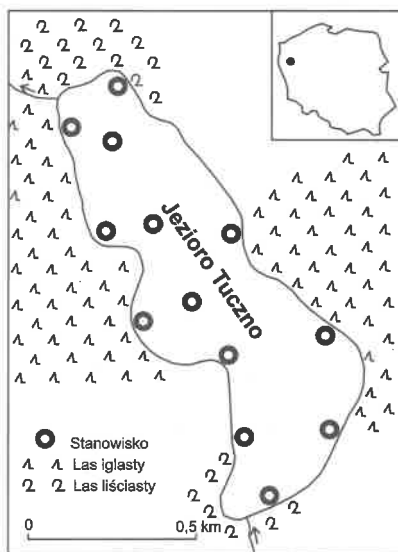 Jezioro Tuczno
Stanowisko
Las iglasty
Las liściasty
0
0,5 km